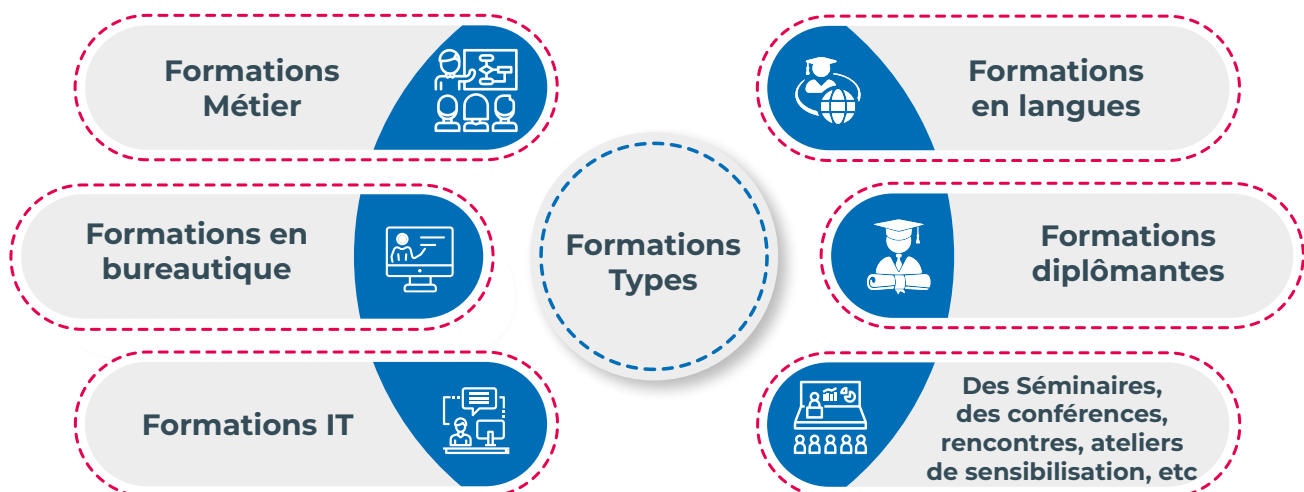 Formations
Métier
Formations en
bureautique
Formations IT
Formations
Types
Formations
en langues
Formations
diplômantes
Des Séminaires,
des conférences,
rencontres, ateliers
de sensibilisation, etc